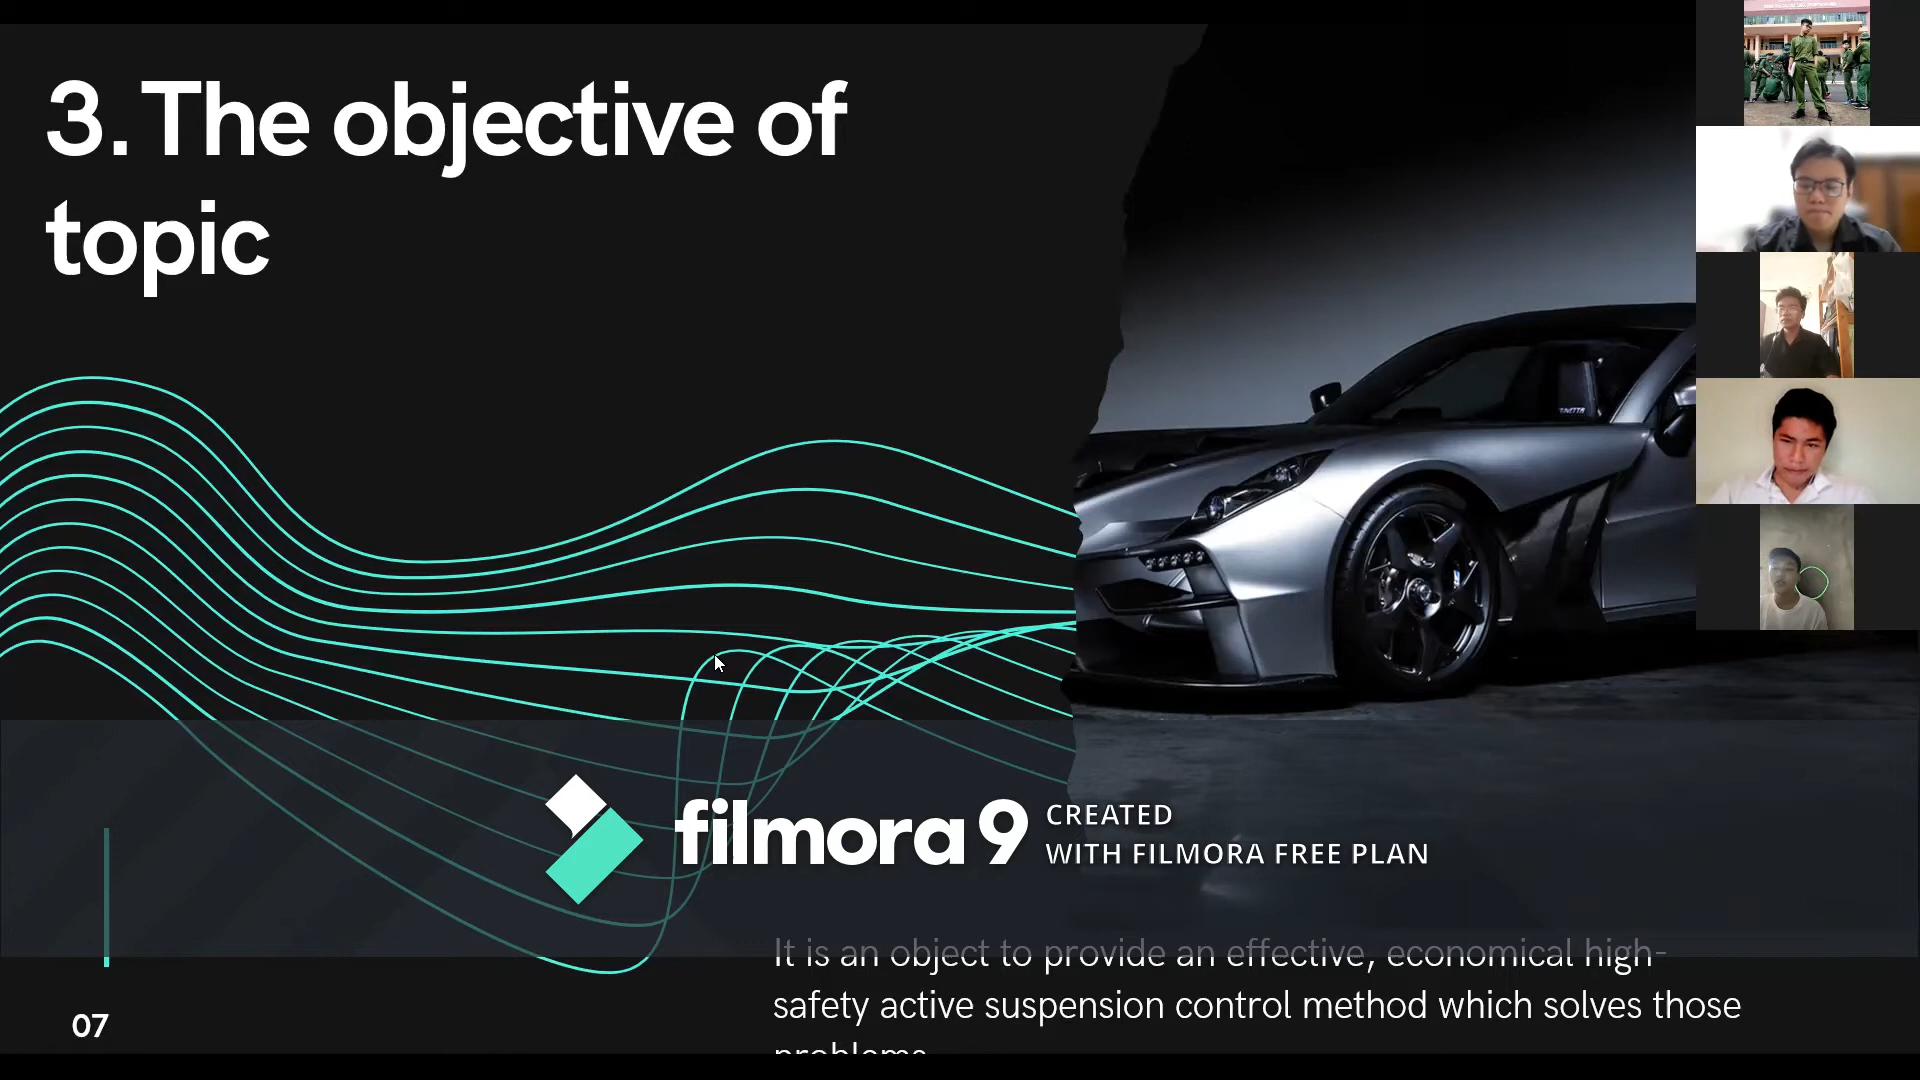 3. The objective of
topic
filmora 9
CREATED
WITH FILMORA FREE PLAN
It is an object to provide an effective, economical high-
safety active suspension control method which solves those
problems
07